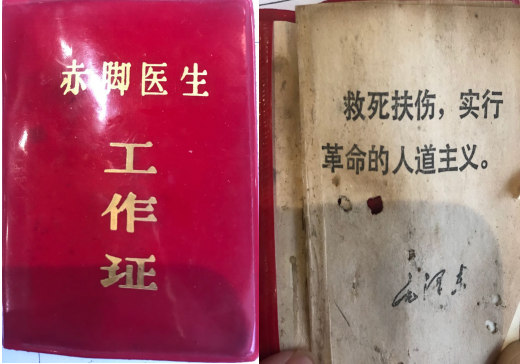 赤脚医生
工
作
证
救死扶伤，实行
革命的人道主义。
毛泽东